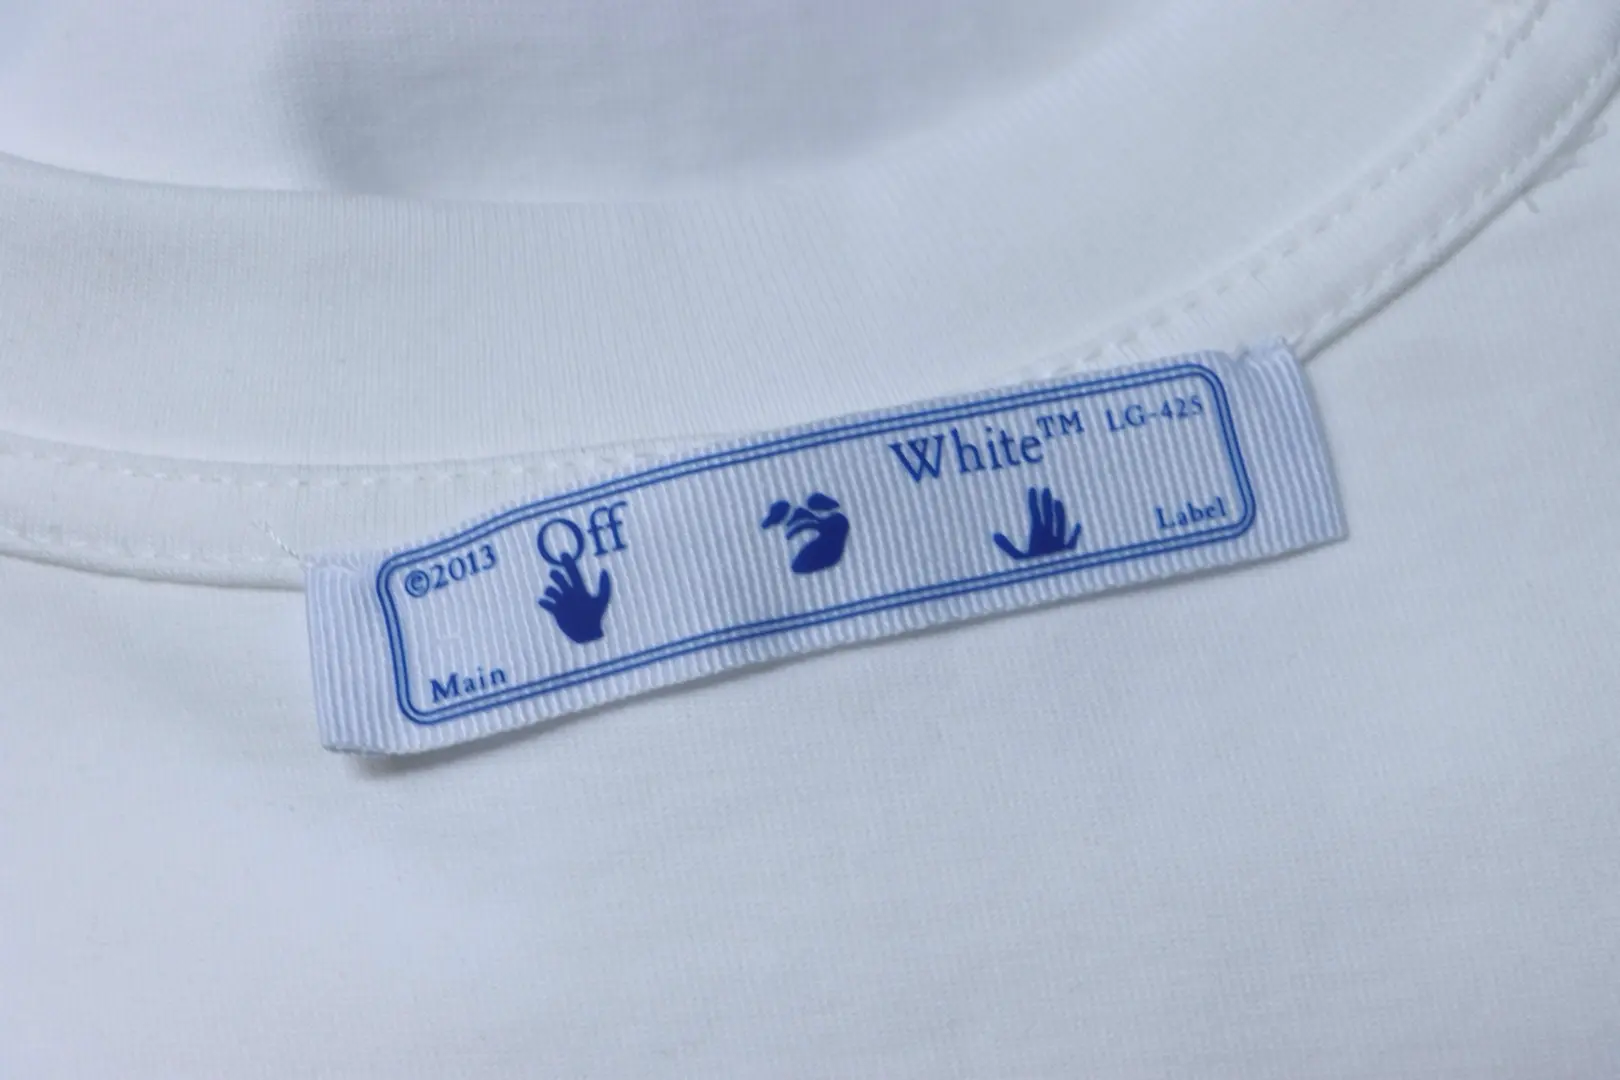 ©2013 Off White™ LG-425
Main Label